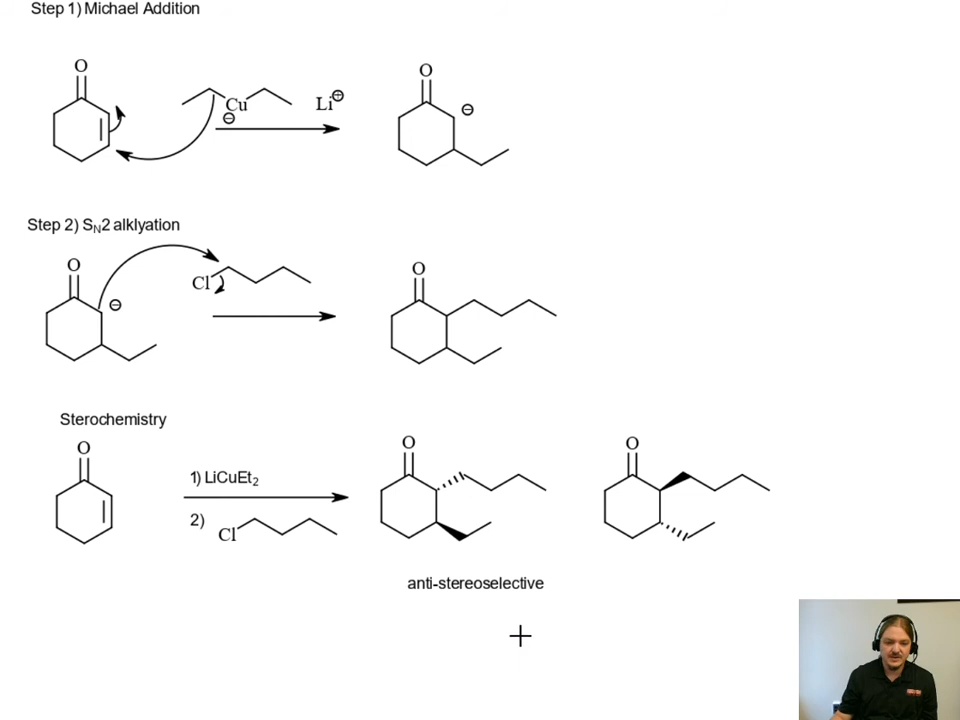 Step 1) Michael Addition
O
Cu
⊖
Li⊕
O
⊖
Step 2) SN2 alklyation
O
⊖
Cl
O
Sterochemistry
O
1) LiCuEt2
2)
Cl
O
O
anti-stereoselective